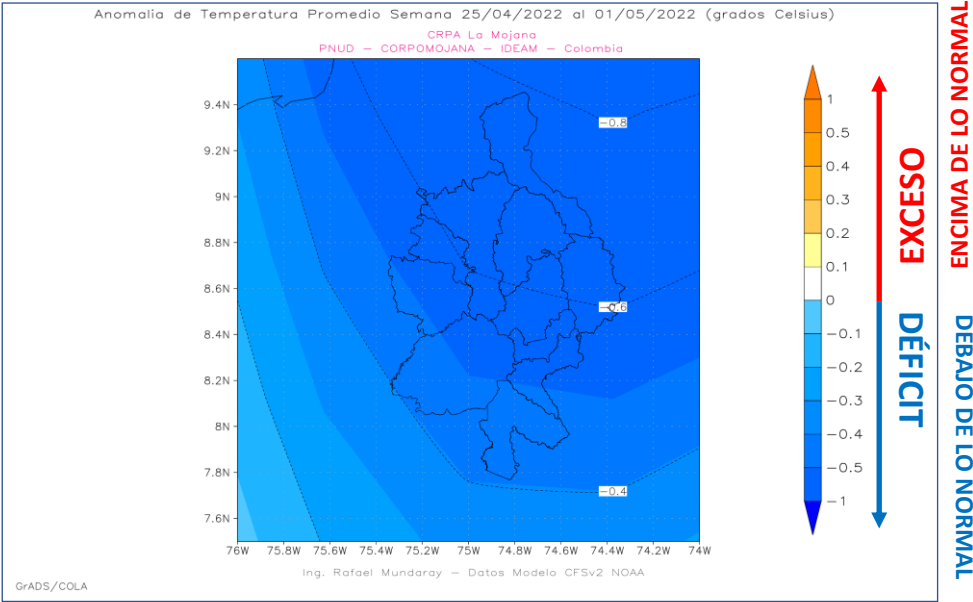 Anomalia de Temperatura Promedio Semana 25/04/2022 al 01/05/2022 (grados Celsius)
CRPA La Mojana
PNUD – CORPOMOJANA – IDEAM – Colombia
9.4N
9.2N
9N
8.8N
8.6N
8.4N
8.2N
8N
7.8N
7.6N
−0.8
−0.6
−0.4
76W 75.8W 75.6W 75.4W 75.2W 75W 74.8W 74.6W 74.4W 74.2W 74W
Ing. Rafael Mundaray – Datos Modelo CFSv2 NOAA
GrADS/COLA
1
0.5
0.4
0.3
0.2
0.1
0
−0.1
−0.2
−0.3
−0.4
−0.5
−1
EXCESO
DÉFICIT
ENCIMA DE LO NORMAL
DEBAJO DE LO NORMAL